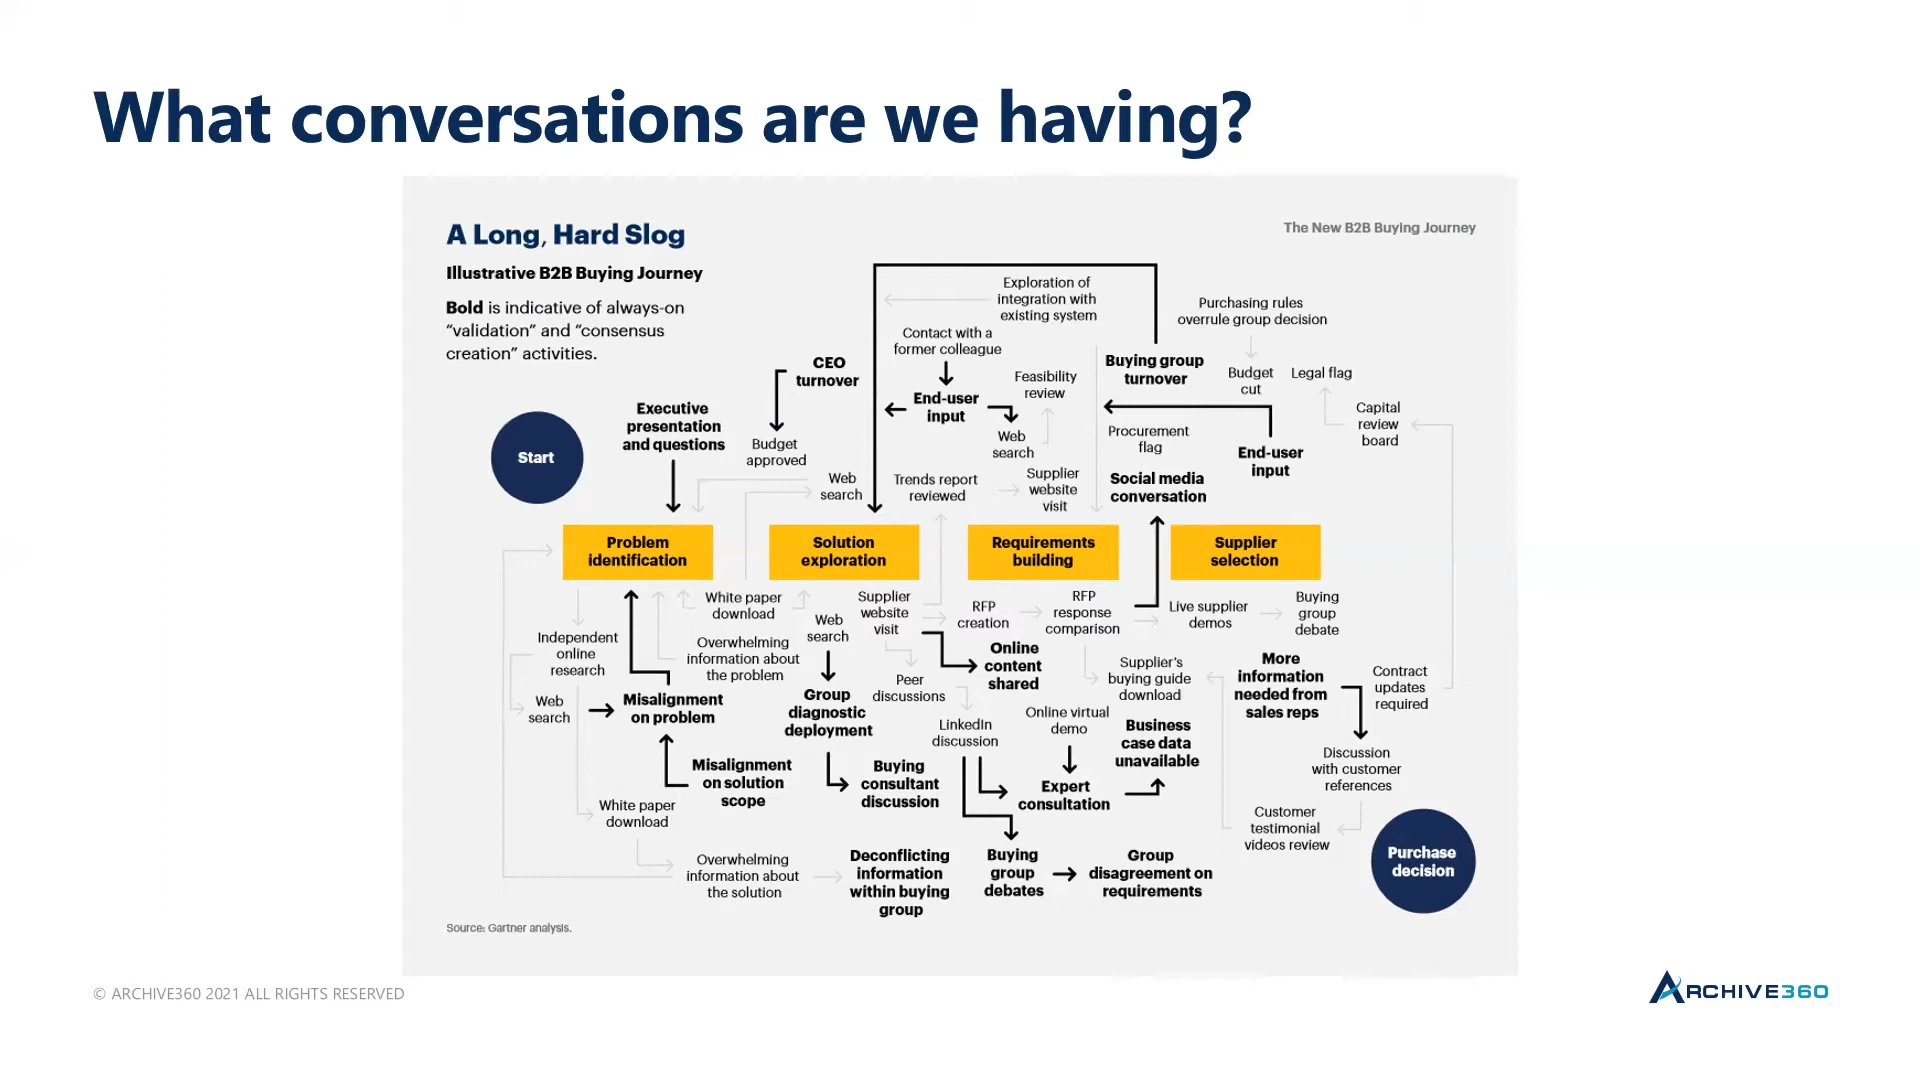 What conversations are we having?
A Long, Hard Slog
The New B2B Buying Journey
Illustrative B2B Buying Journey
Bold is indicative of always-on
“validation” and “consensus
creation” activities.
Exploration of
integration with
existing system
Purchasing rules
overrule group decision
Contact with a
former colleague
CEO
turnover
Buying group
turnover
Budget
cut
Legal flag
Feasibility
review
End-user
input
Executive
presentation
and questions
Capital
review
board
Start
Budget
approved
Web
search
Procurement
flag
End-user
input
Web
search
Trends report
reviewed
Supplier
website
visit
Social media
conversation
Problem
identification
Solution
exploration
Requirements
building
Supplier
selection
White paper
download
Supplier
website
visit
RFP
creation
RFP
response
comparison
Live supplier
demos
Buying
group
debate
Independent
online
research
Overwhelming
information about
the problem
Web
search
Online
content
shared
Peer
discussions
Supplier's
buying guide
download
More
information
needed from
sales reps
Contract
updates
required
Web
search
Misalignment
on problem
Group
diagnostic
deployment
LinkedIn
discussion
Online virtual
demo
Business
case data
unavailable
Misalignment
on solution
scope
Buying
consultant
discussion
Expert
consultation
Discussion
with customer
references
White paper
download
Customer
testimonial
videos review
Overwhelming
information about
the solution
Deconflicting
information
within buying
group
Buying
group
debates
Group
disagreement on
requirements
Purchase
decision
Source: Gartner analysis.
© ARCHIVE360 2021 ALL RIGHTS RESERVED
ARCHIVE360